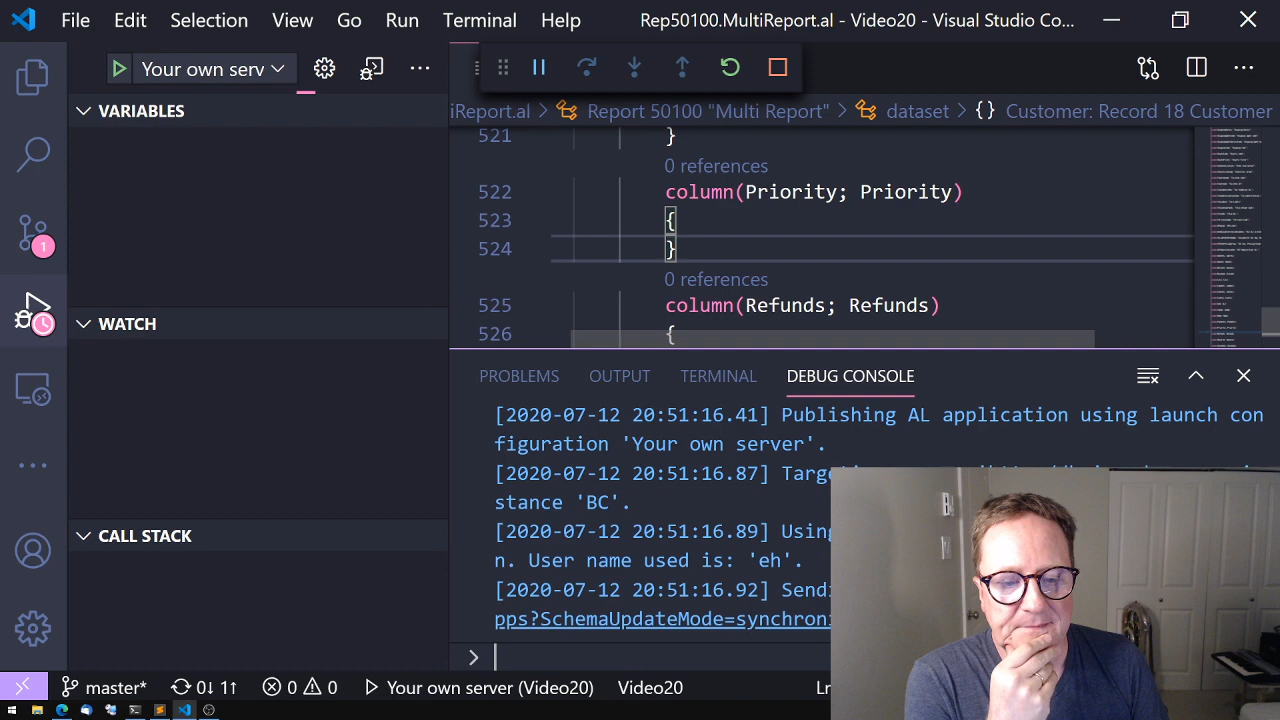 File Edit Selection View Go Run Terminal Help Rep50100.MultiReport.al - Video20 - Visual Studio Co...
Your own serv
iReport.al > Report 50100 "Multi Report" > dataset > {} Customer: Record 18 Customer
VARIABLES
521 }
0 references
522 column(Priority; Priority)
523 {
524 }
0 references
525 column(Refunds; Refunds)
526 {
WATCH
CALL STACK
PROBLEMS OUTPUT TERMINAL DEBUG CONSOLE
[2020-07-12 20:51:16.41] Publishing AL application using launch con
figuration 'Your own server'.
[2020-07-12 20:51:16.87]
stance 'BC'.
[2020-07-12 20:51:16.89]
n. User name used is: 'eh'.
[2020-07-12 20:51:16.92]
pps?SchemaUpdateMode=synchroni
>
1
master* 0↓ 1↑ 0 0 Your own server (Video20) Video20